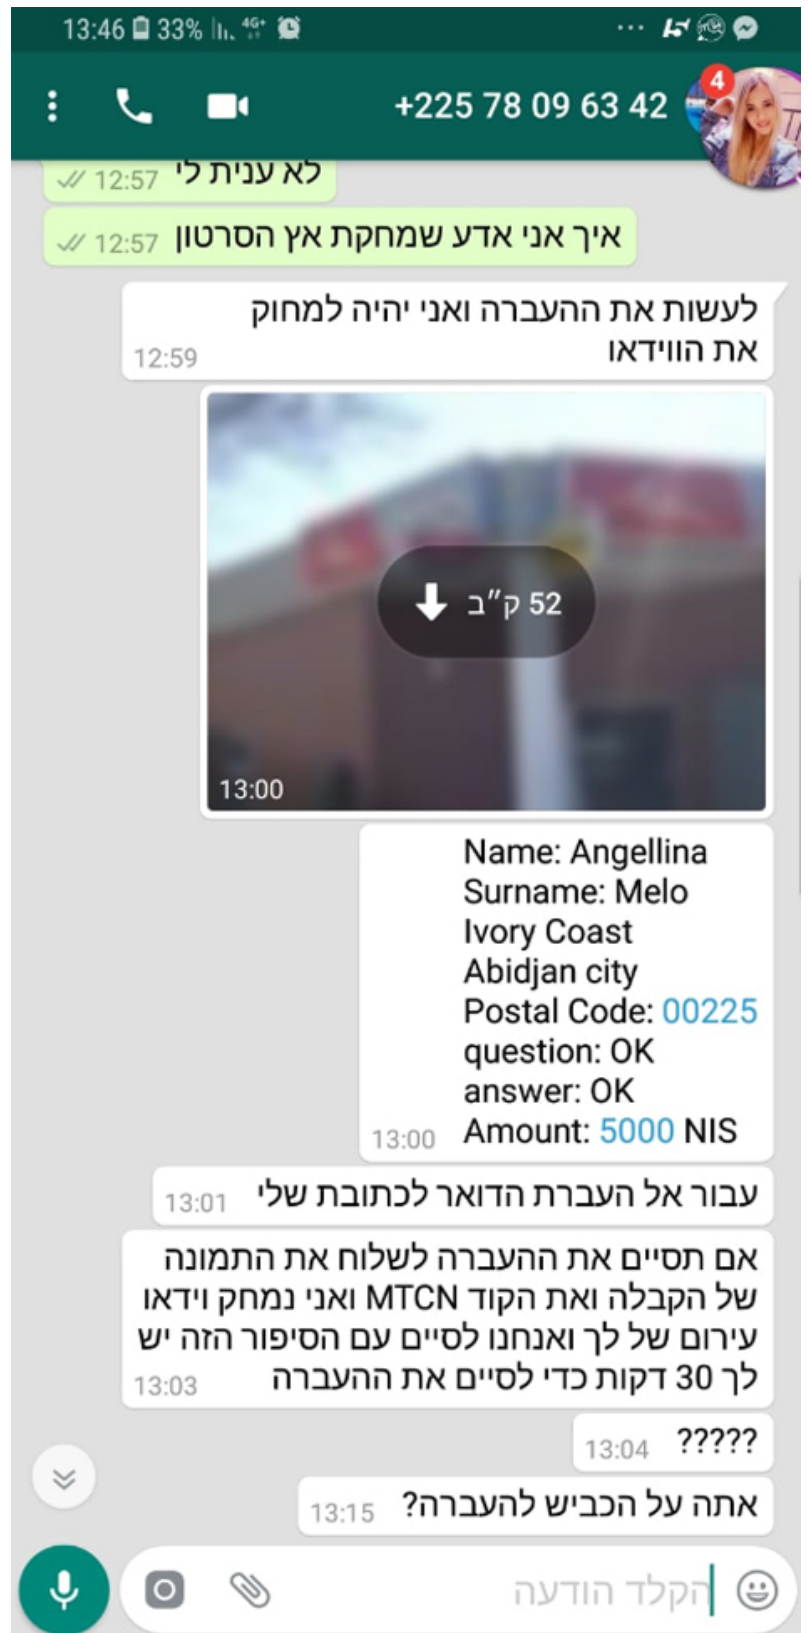 13:46 33% 4G+
+225 78 09 63 42
4
לא ענית לי
12:57
איך אני אדע שמחקת אץ הסרטון
12:57
לעשות את ההעברה ואני יהיה למחוק
את הווידאו
12:59
52 ק"ב
13:00
Name: Angellina
Surname: Melo
Ivory Coast
Abidjan city
Postal Code: 00225
question: OK
answer: OK
Amount: 5000 NIS
13:00
עבור אל העברת הדואר לכתובת שלי
13:01
אם תסיים את ההעברה לשלוח את התמונה
של הקבלה ואת הקוד MTCN ואני נמחק וידאו
עירום של לך ואנחנו לסיים עם הסיפור הזה יש
לך 30 דקות כדי לסיים את ההעברה
13:03
?????
13:04
אתה על הכביש להעברה?
13:15
הקלד הודעה